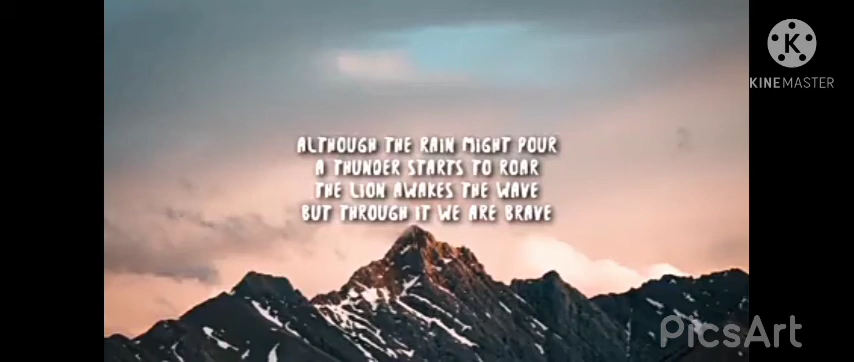 K
KINEMASTER
ALTHOUGH THE RAIN MIGHT POUR
A THUNDER STARTS TO ROAR
THE LION AWAKES THE WAVE
BUT THROUGH IT WE ARE BRAVE
PicsArt